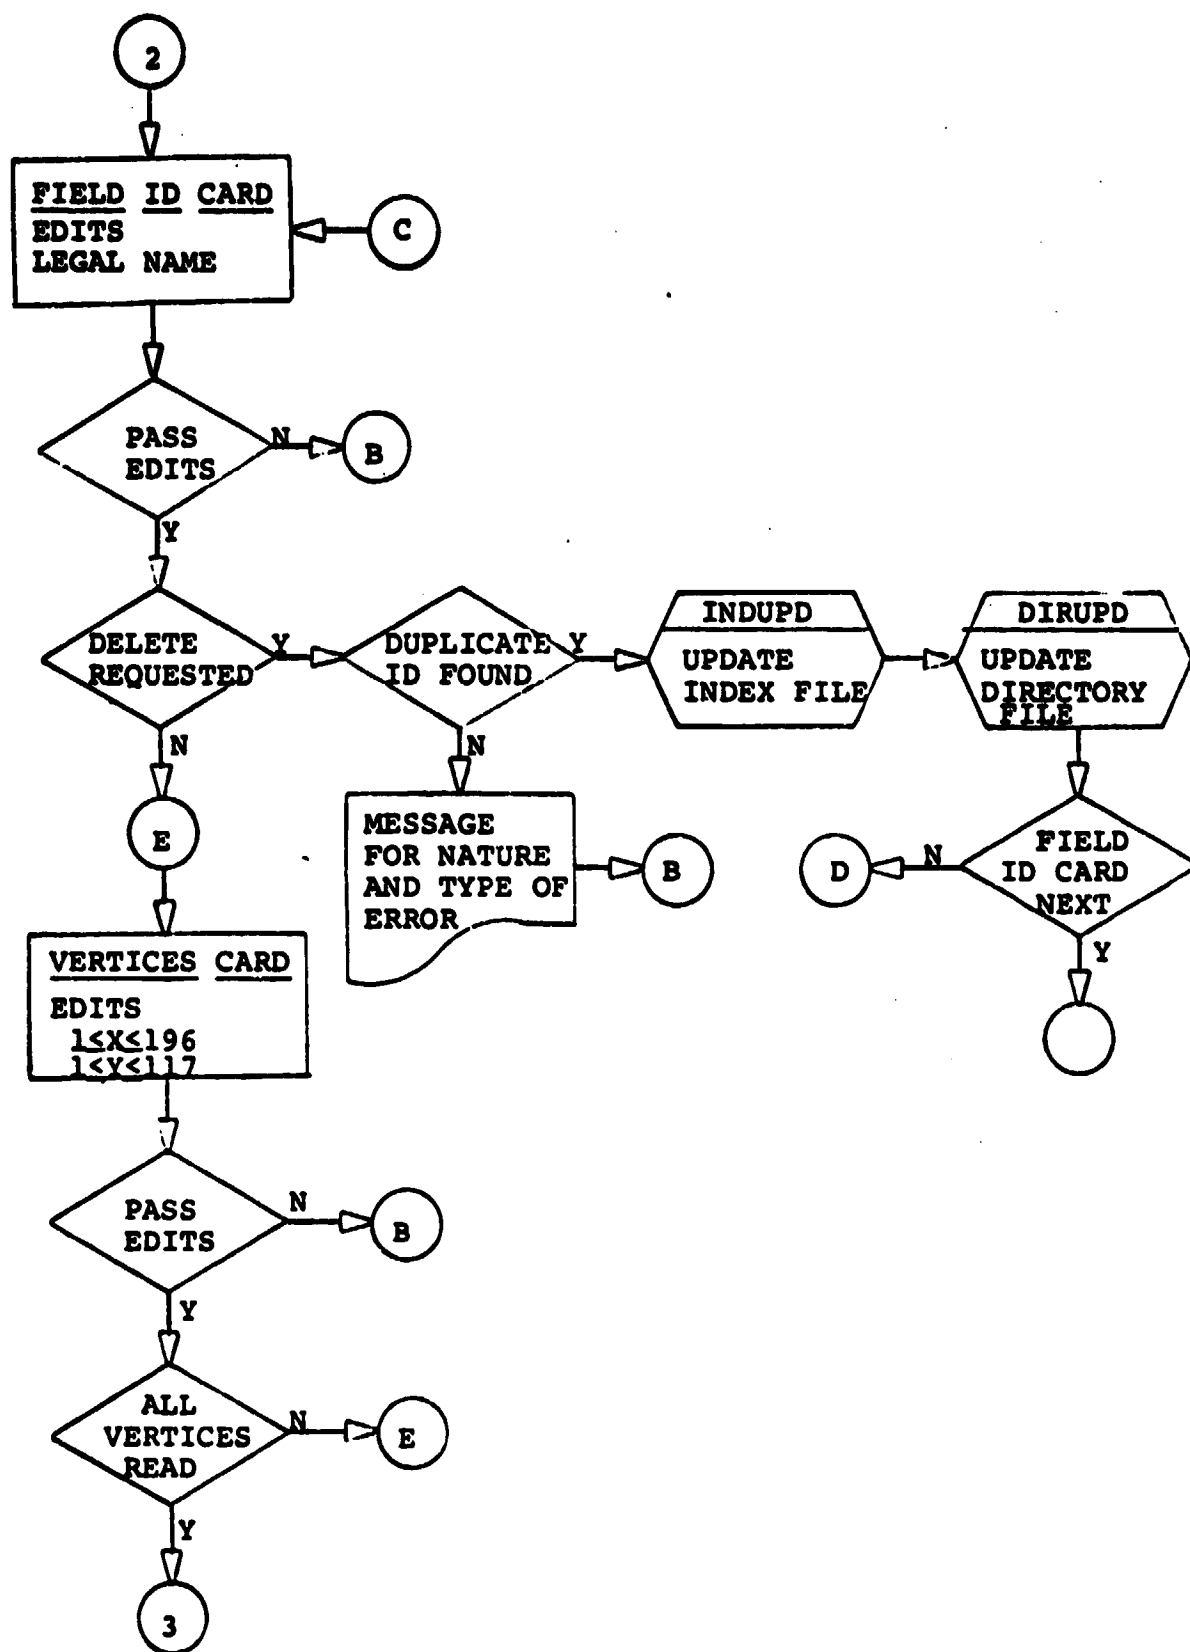 2
FIELD ID CARD
EDITS
LEGAL NAME
C
PASS
EDITS
N
B
Y
DELETE
REQUESTED
Y
DUPLICATE
ID FOUND
Y
INDUPD
UPDATE
INDEX FILE
DIRUPD
UPDATE
DIRECTORY
FILE
N
E
N
MESSAGE
FOR NATURE
AND TYPE OF
ERROR
B
FIELD
ID CARD
NEXT
N
D
Y
VERTICES CARD
EDITS
1≤X≤196
1≤Y≤117
PASS
EDITS
N
B
Y
ALL
VERTICES
READ
N
E
Y
3